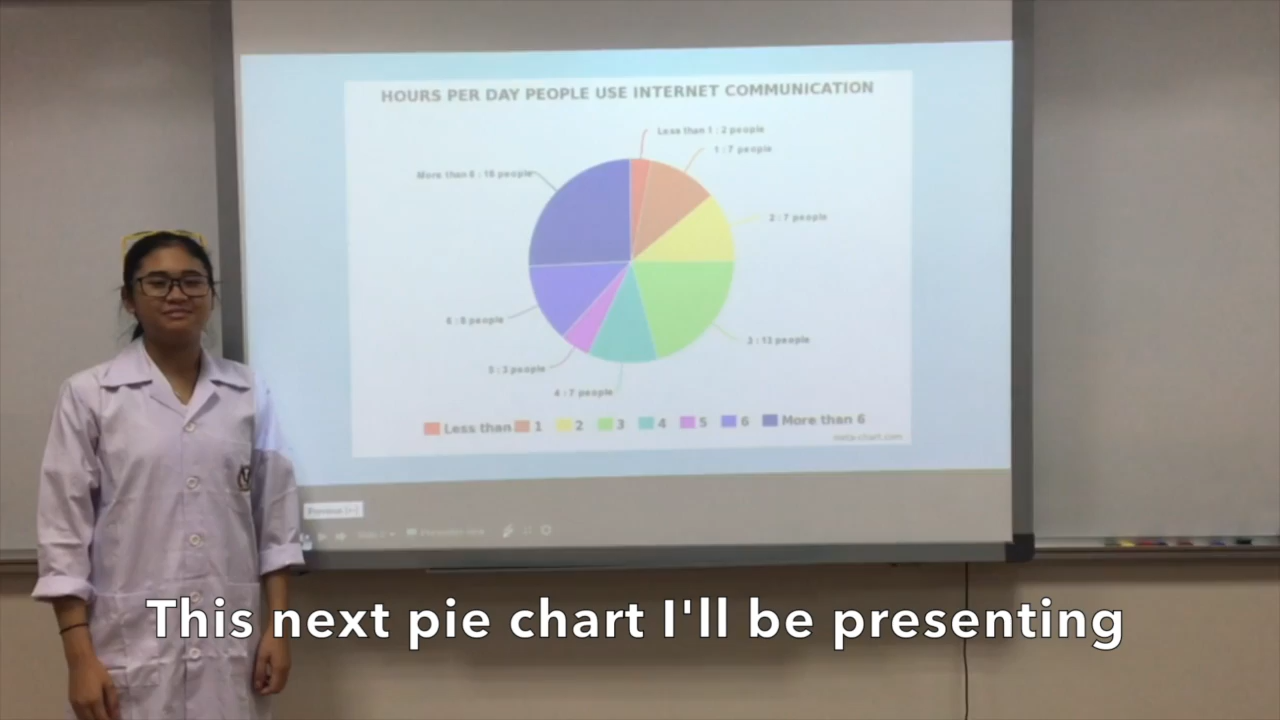 HOURS PER DAY PEOPLE USE INTERNET COMMUNICATION
Less than 1 : 2 people
1 : 7 people
More than 6 : 18 people
2 : 7 people
6 : 8 people
3 : 13 people
5 : 3 people
4 : 7 people
Less than 1 2 3 4 5 6 More than 6
meta-chart.com
This next pie chart I'll be presenting